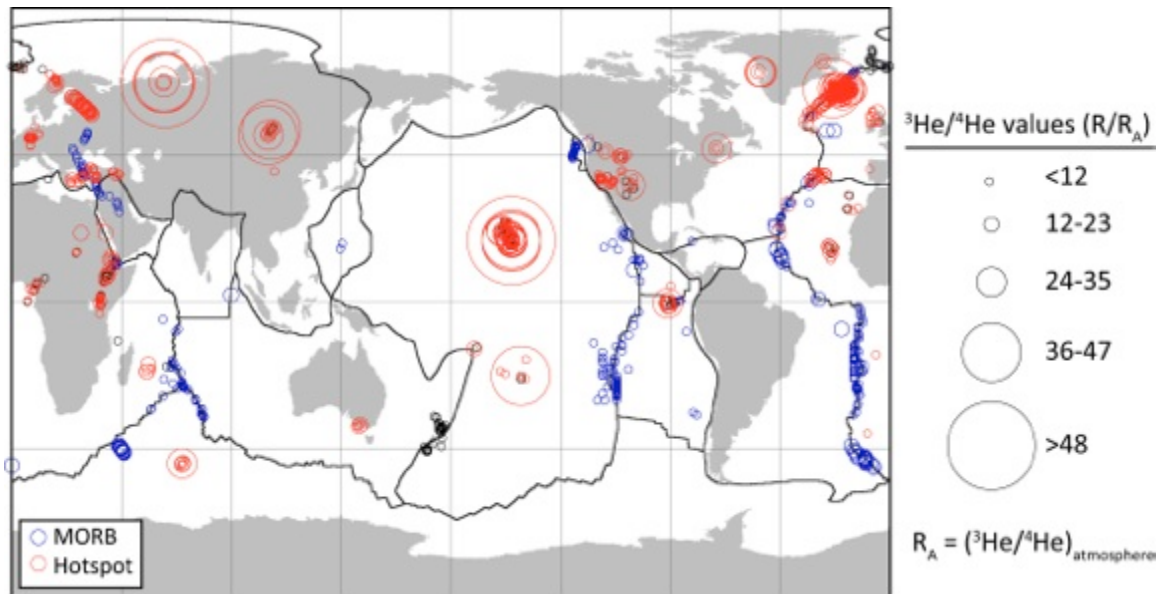 ³He/⁴He values (R/R_A)
<12
12-23
24-35
36-47
>48
R_A = (³He/⁴He)_atmosphere
MORB
Hotspot